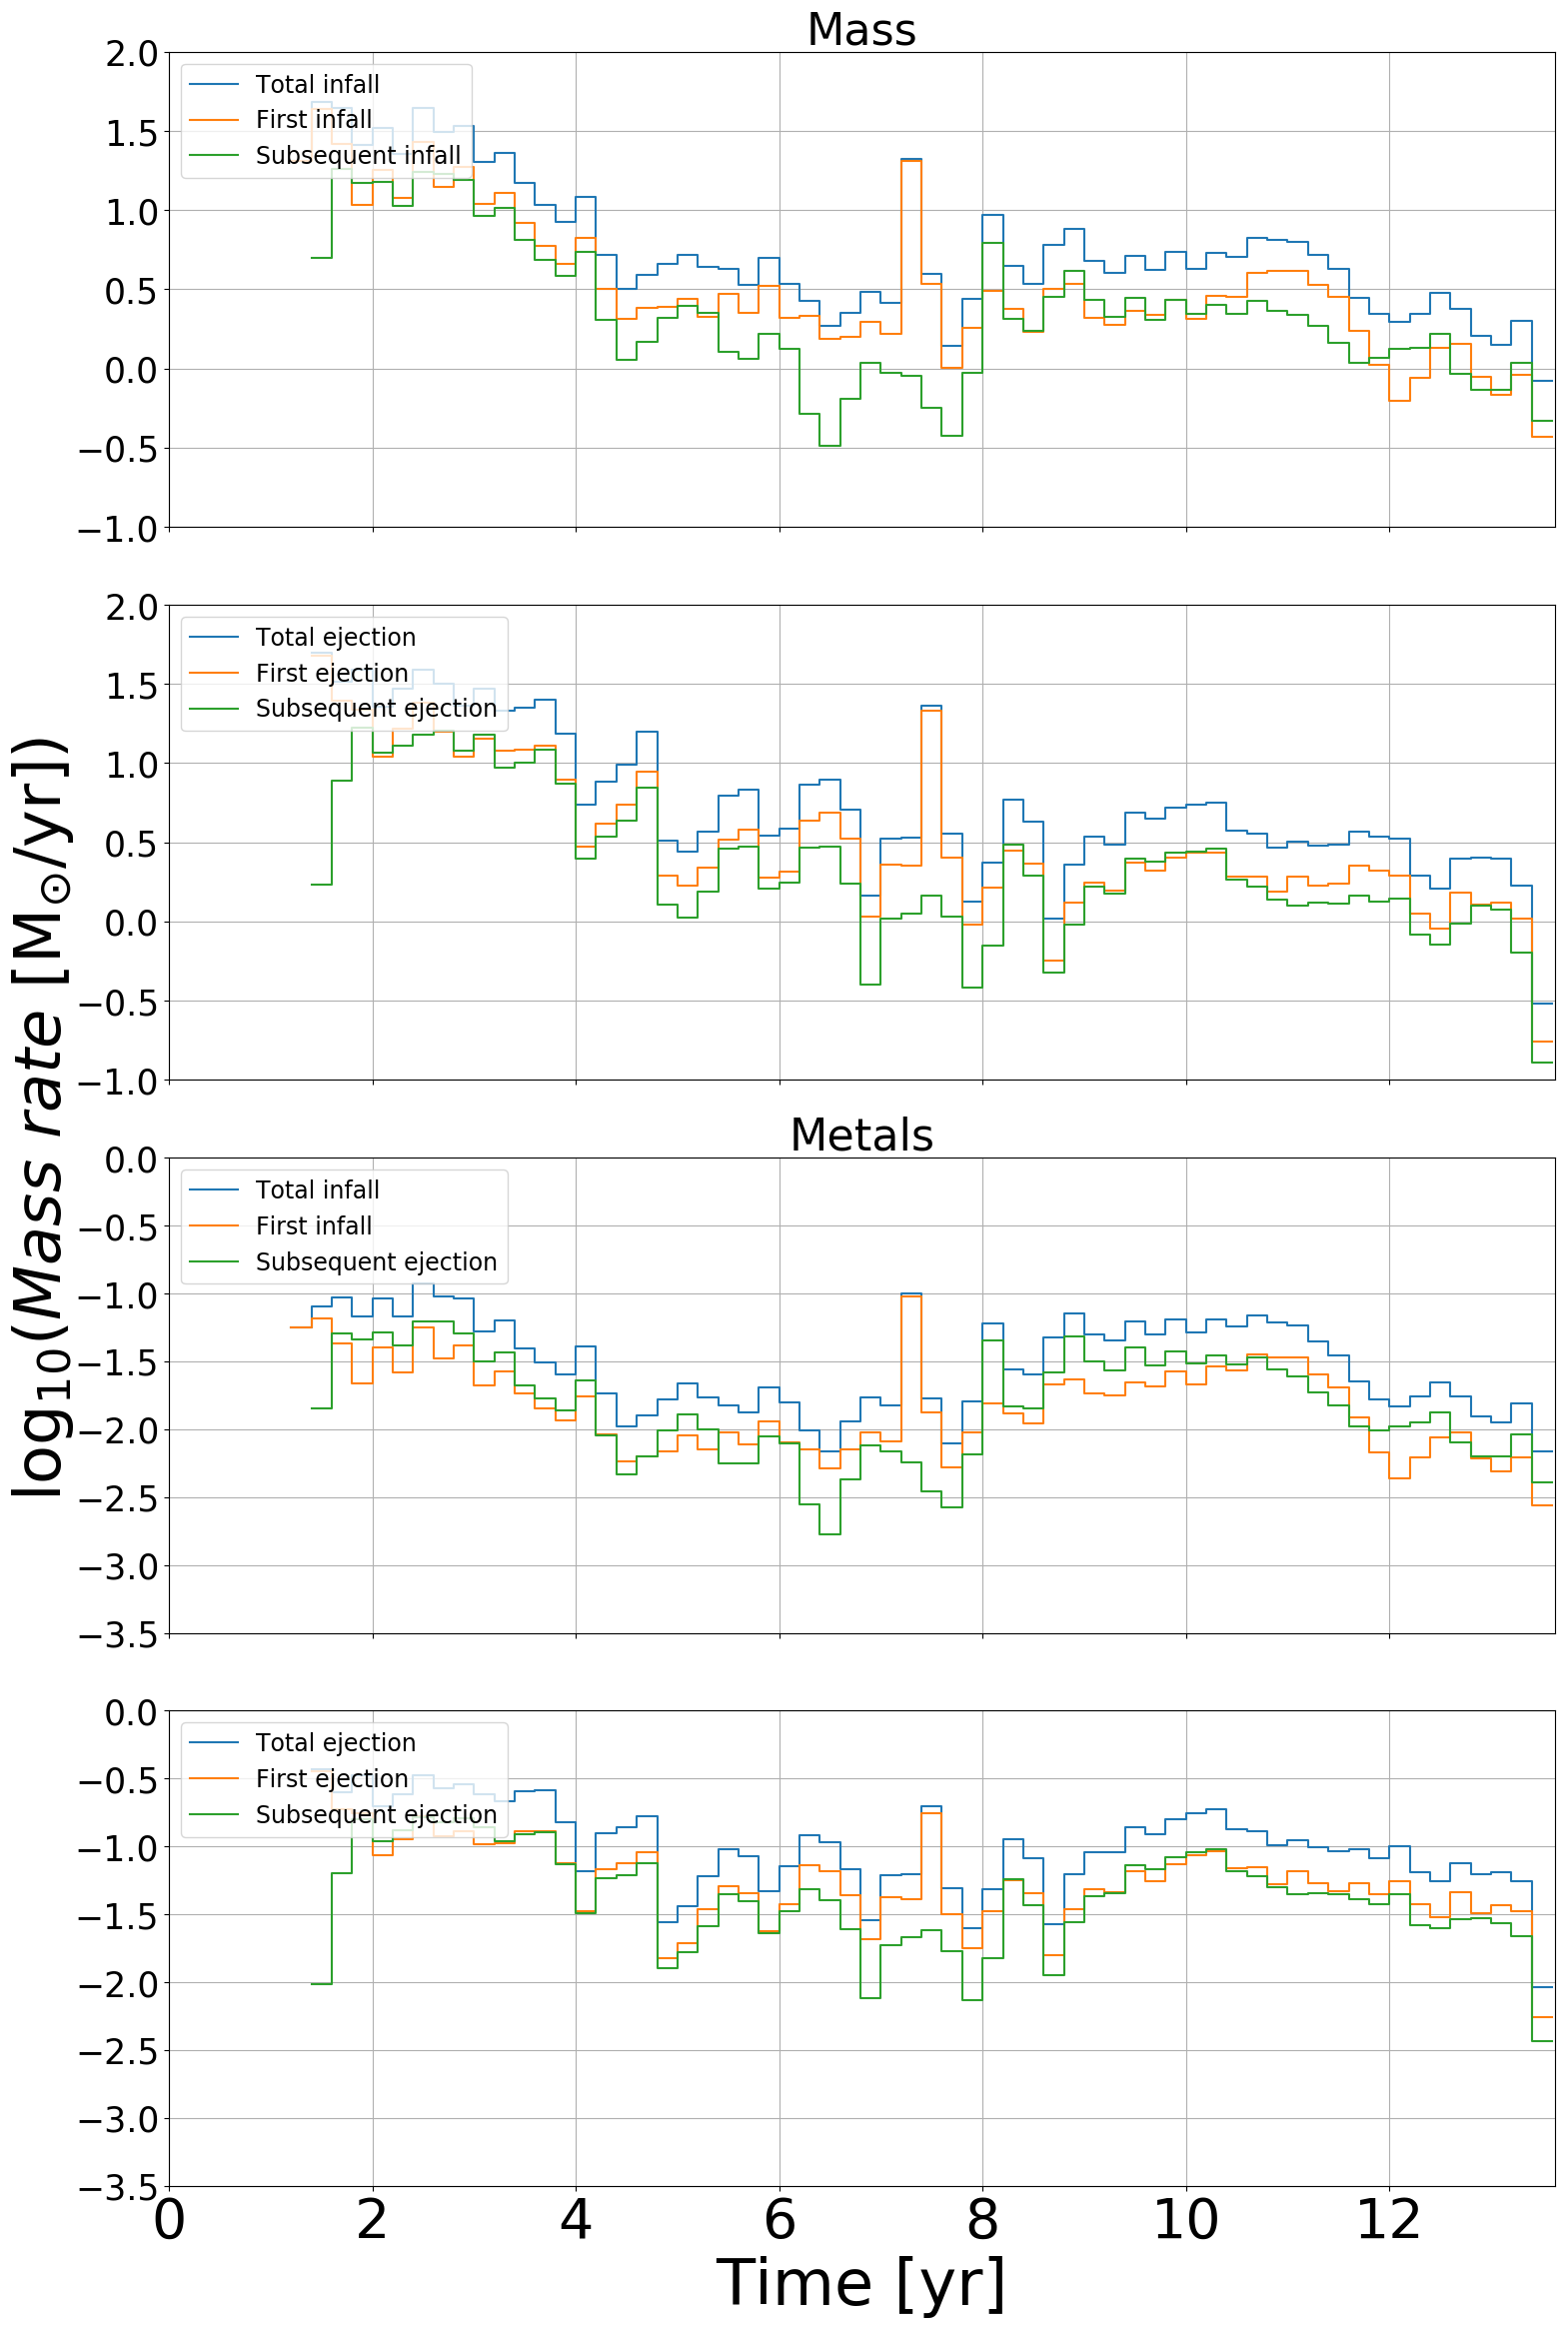 Mass
2.0
1.5
1.0
0.5
0.0
−0.5
−1.0
Total infall
First infall
Subsequent infall
2.0
1.5
1.0
0.5
0.0
−0.5
−1.0
Total ejection
First ejection
Subsequent ejection
log₁₀(Mass rate [M⊙/yr])
Metals
0.0
−0.5
−1.0
−1.5
−2.0
−2.5
−3.0
−3.5
Total infall
First infall
Subsequent ejection
0.0
−0.5
−1.0
−1.5
−2.0
−2.5
−3.0
−3.5
Total ejection
First ejection
Subsequent ejection
0 2 4 6 8 10 12
Time [yr]